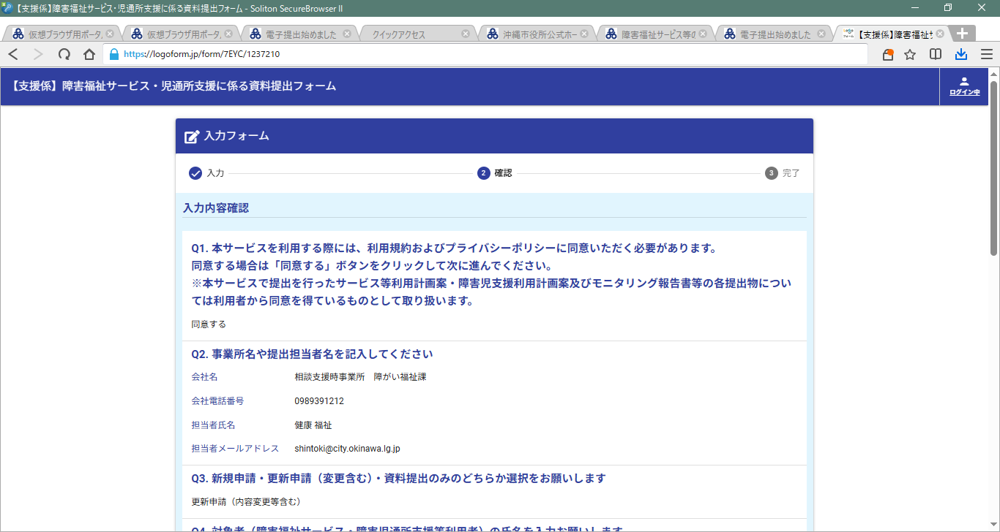 【支援係】障害福祉サービス・児通所支援に係る資料提出フォーム - Soliton SecureBrowser II
仮想ブラウザ用ポータ
仮想ブラウザ用ポータ
電子提出始めました
クイックアクセス
沖縄市役所公式ホー
障害福祉サービス等の
電子提出始めました
【支援係】障害福祉サ
https://logoform.jp/form/7EYC/1237210
【支援係】障害福祉サービス・児通所支援に係る資料提出フォーム
ログイン中
入力フォーム
入力
2 確認
3 完了
入力内容確認
Q1. 本サービスを利用する際には、利用規約およびプライバシーポリシーに同意いただく必要があります。
同意する場合は「同意する」ボタンをクリックして次に進んでください。
※本サービスで提出を行ったサービス等利用計画案・障害児支援利用計画案及びモニタリング報告書等の各提出物につい
ては利用者から同意を得ているものとして取り扱います。
同意する
Q2. 事業所名や提出担当者名を記入してください
会社名 相談支援時事業所　障がい福祉課
会社電話番号 0989391212
担当者氏名 健康 福祉
担当者メールアドレス shintoki@city.okinawa.lg.jp
Q3. 新規申請・更新申請（変更含む）・資料提出のみのどちらか選択をお願いします
更新申請（内容変更等含む）
Q4. 対象者（障害福祉サービス・障害児通所支援等利用者）の氏名を入力お願いします